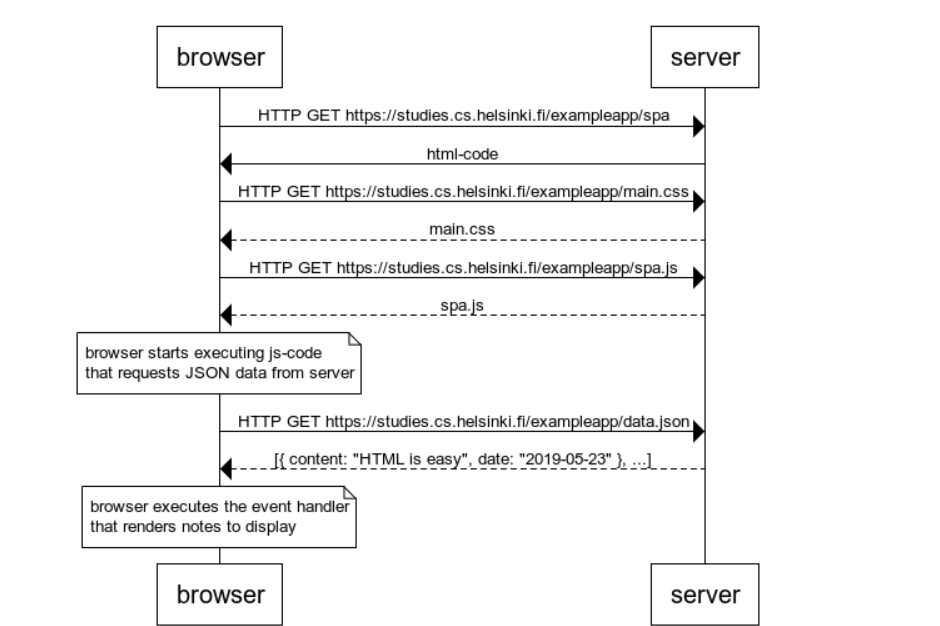 browser
server
HTTP GET https://studies.cs.helsinki.fi/exampleapp/spa
html-code
HTTP GET https://studies.cs.helsinki.fi/exampleapp/main.css
main.css
HTTP GET https://studies.cs.helsinki.fi/exampleapp/spa.js
spa.js
browser starts executing js-code
that requests JSON data from server
HTTP GET https://studies.cs.helsinki.fi/exampleapp/data.json
[{ content: "HTML is easy", date: "2019-05-23" }, ...]
browser executes the event handler
that renders notes to display
browser
server